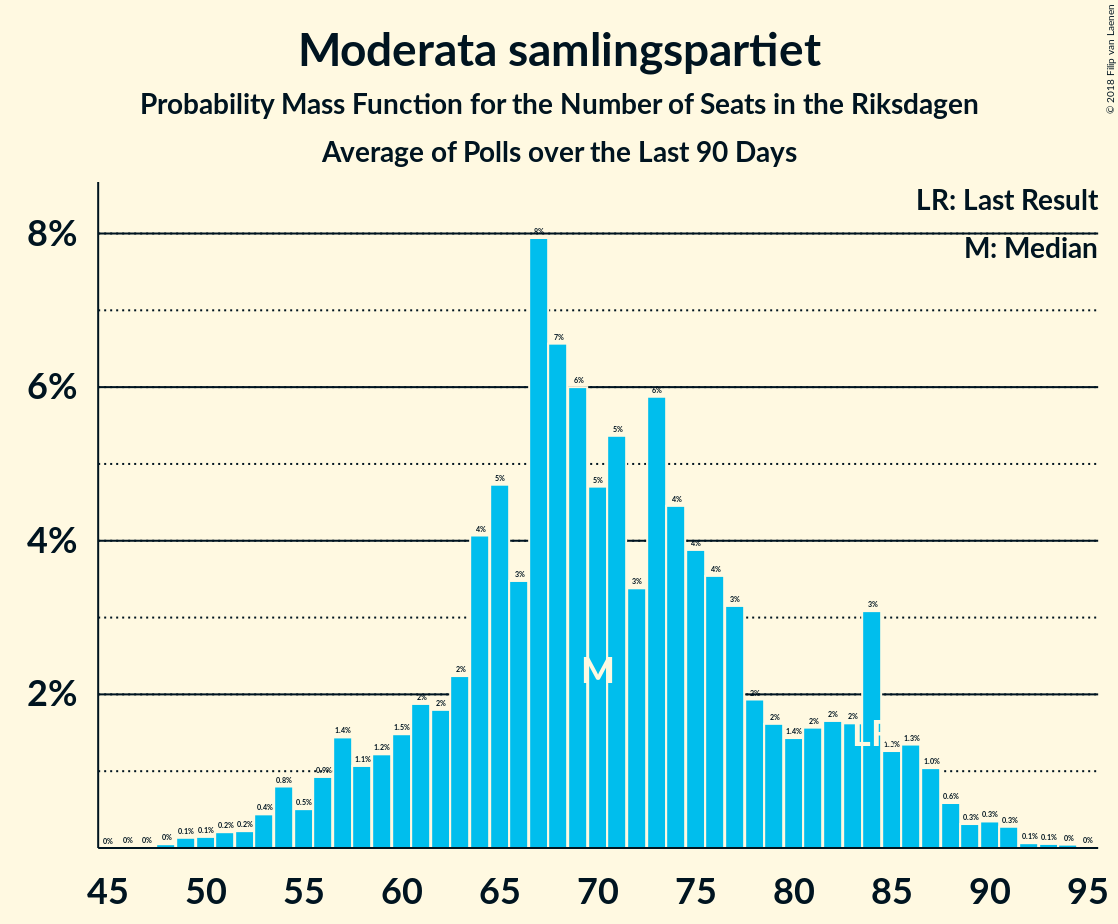 Moderata samlingspartiet
Probability Mass Function for the Number of Seats in the Riksdagen
Average of Polls over the Last 90 Days
© 2018 Filip van Laenen
LR: Last Result
M: Median
8%
6%
4%
2%
0% 0% 0% 0% 0.1% 0.1% 0.2% 0.2% 0.4% 0.8% 0.5% 0.9% 1.4% 1.1% 1.2% 1.5% 2% 2% 2% 4% 5% 3% 8% 7% 6% 5% 5% 3% 6% 4% 4% 4% 3% 2% 2% 1.4% 2% 2% 2% 3% 1.3% 1.0% 0.6% 0.3% 0.3% 0.3% 0.1% 0.1% 0% 0%
M
LR
45 50 55 60 65 70 75 80 85 90 95